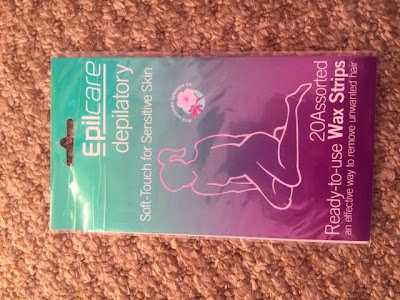 Epilcare
depilatory
Soft-Touch for Sensitive Skin
20Assorted
Ready-to-use Wax Strips
an effective way to remove unwanted hair